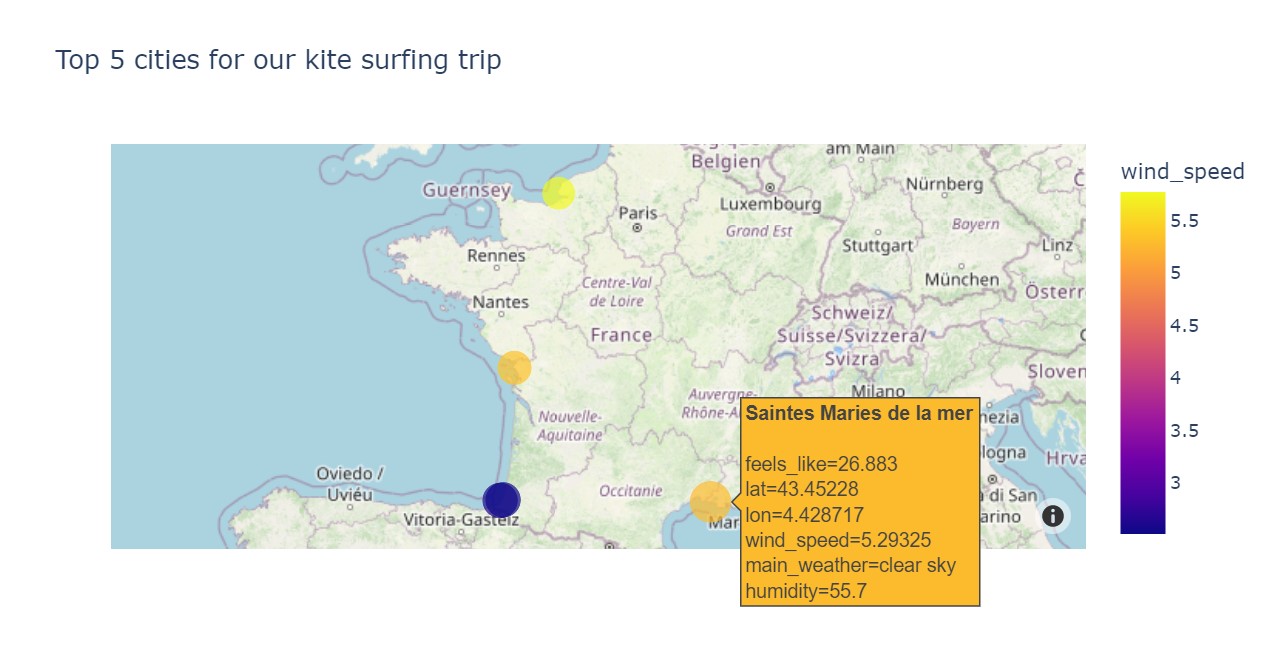 Top 5 cities for our kite surfing trip
wind_speed
5.5
5
4.5
4
3.5
3
Belgien
am Main
Guernsey
Luxembourg
Nürnberg
Paris
Grand Est
Bayern
Stuttgart
Linz
Rennes
München
Centre-Val
de Loire
Österr
Nantes
France
Schweiz/
Suisse/Svizzera/
Svizra
Milano
Sloven
Auvergne-
Rhône-A
nezia
Nouvelle-
Aquitaine
ologna
Hrva
Oviedo /
Uviéu
Occitanie
di San
arino
Vitoria-Gasteiz
Mar
Saintes Maries de la mer
feels_like=26.883
lat=43.45228
lon=4.428717
wind_speed=5.29325
main_weather=clear sky
humidity=55.7